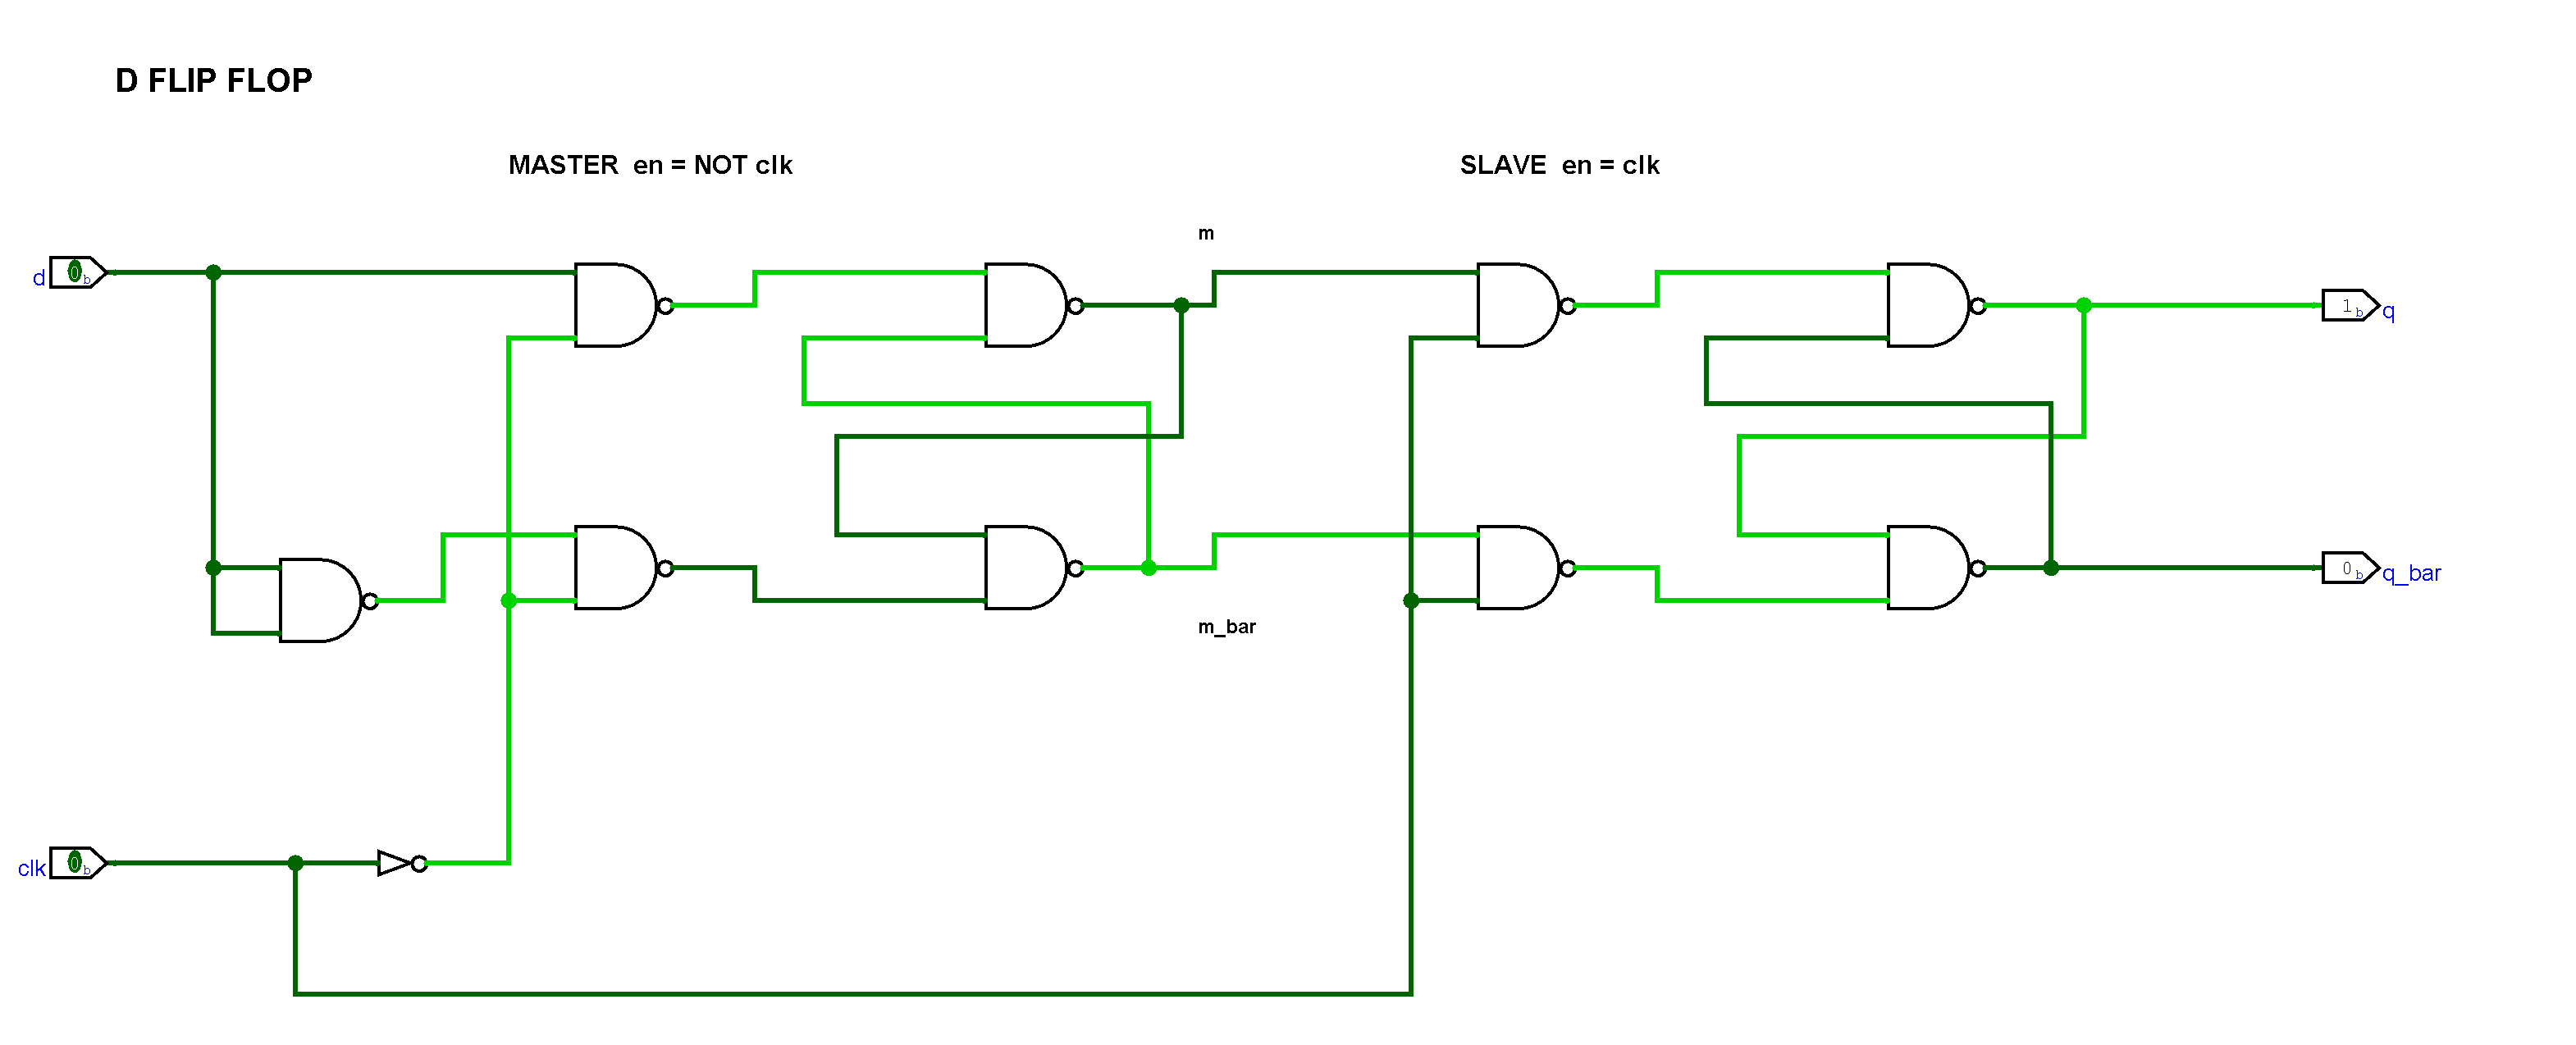 D FLIP FLOP
MASTER  en = NOT clk
SLAVE  en = clk
m
d 0b
1b q
0b q_bar
m_bar
clk 0b